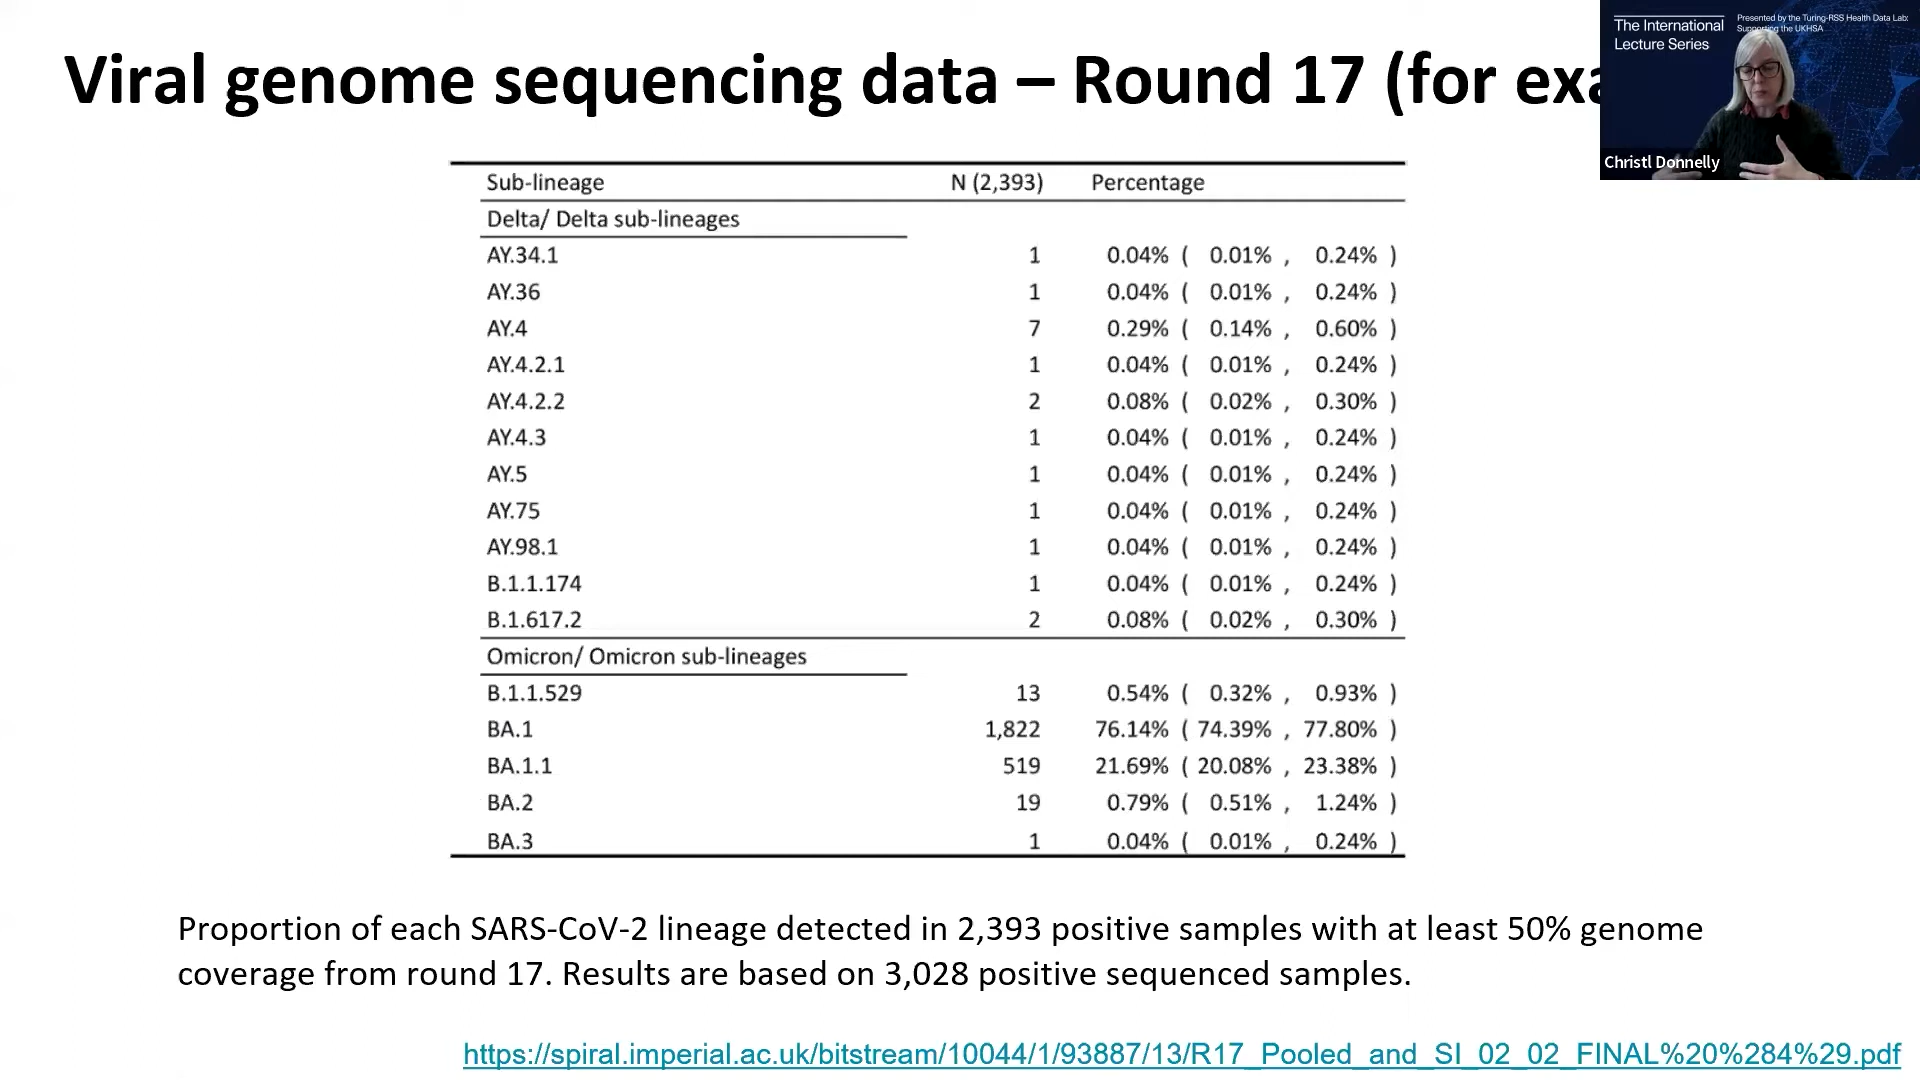 Viral genome sequencing data – Round 17 (for exa
The International
Lecture Series
Presented by the Turing-RSS Health Data Lab:
Supporting the UKHSA
Christl Donnelly
Sub-lineage N (2,393) Percentage
Delta/ Delta sub-lineages
AY.34.1 1 0.04% ( 0.01% , 0.24% )
AY.36 1 0.04% ( 0.01% , 0.24% )
AY.4 7 0.29% ( 0.14% , 0.60% )
AY.4.2.1 1 0.04% ( 0.01% , 0.24% )
AY.4.2.2 2 0.08% ( 0.02% , 0.30% )
AY.4.3 1 0.04% ( 0.01% , 0.24% )
AY.5 1 0.04% ( 0.01% , 0.24% )
AY.75 1 0.04% ( 0.01% , 0.24% )
AY.98.1 1 0.04% ( 0.01% , 0.24% )
B.1.1.174 1 0.04% ( 0.01% , 0.24% )
B.1.617.2 2 0.08% ( 0.02% , 0.30% )
Omicron/ Omicron sub-lineages
B.1.1.529 13 0.54% ( 0.32% , 0.93% )
BA.1 1,822 76.14% ( 74.39% , 77.80% )
BA.1.1 519 21.69% ( 20.08% , 23.38% )
BA.2 19 0.79% ( 0.51% , 1.24% )
BA.3 1 0.04% ( 0.01% , 0.24% )
Proportion of each SARS-CoV-2 lineage detected in 2,393 positive samples with at least 50% genome
coverage from round 17. Results are based on 3,028 positive sequenced samples.
https://spiral.imperial.ac.uk/bitstream/10044/1/93887/13/R17_Pooled_and_SI_02_02_FINAL%20%284%29.pdf